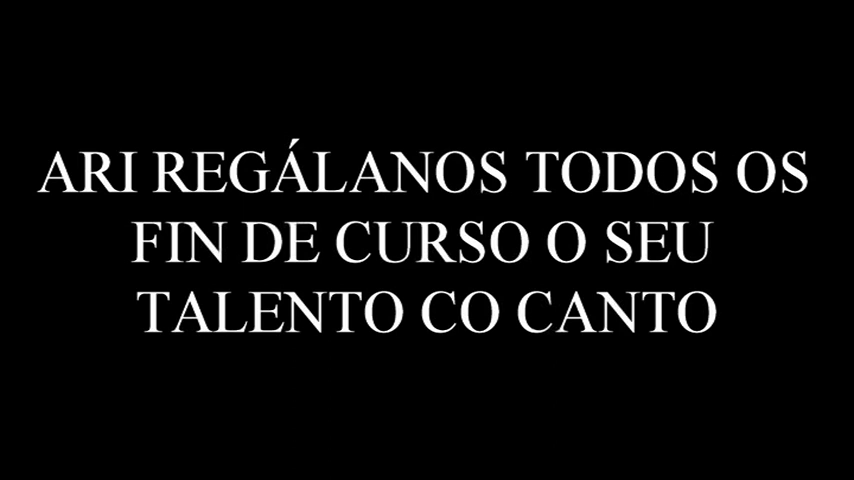 ARI REGÁLANOS TODOS OS
FIN DE CURSO O SEU
TALENTO CO CANTO